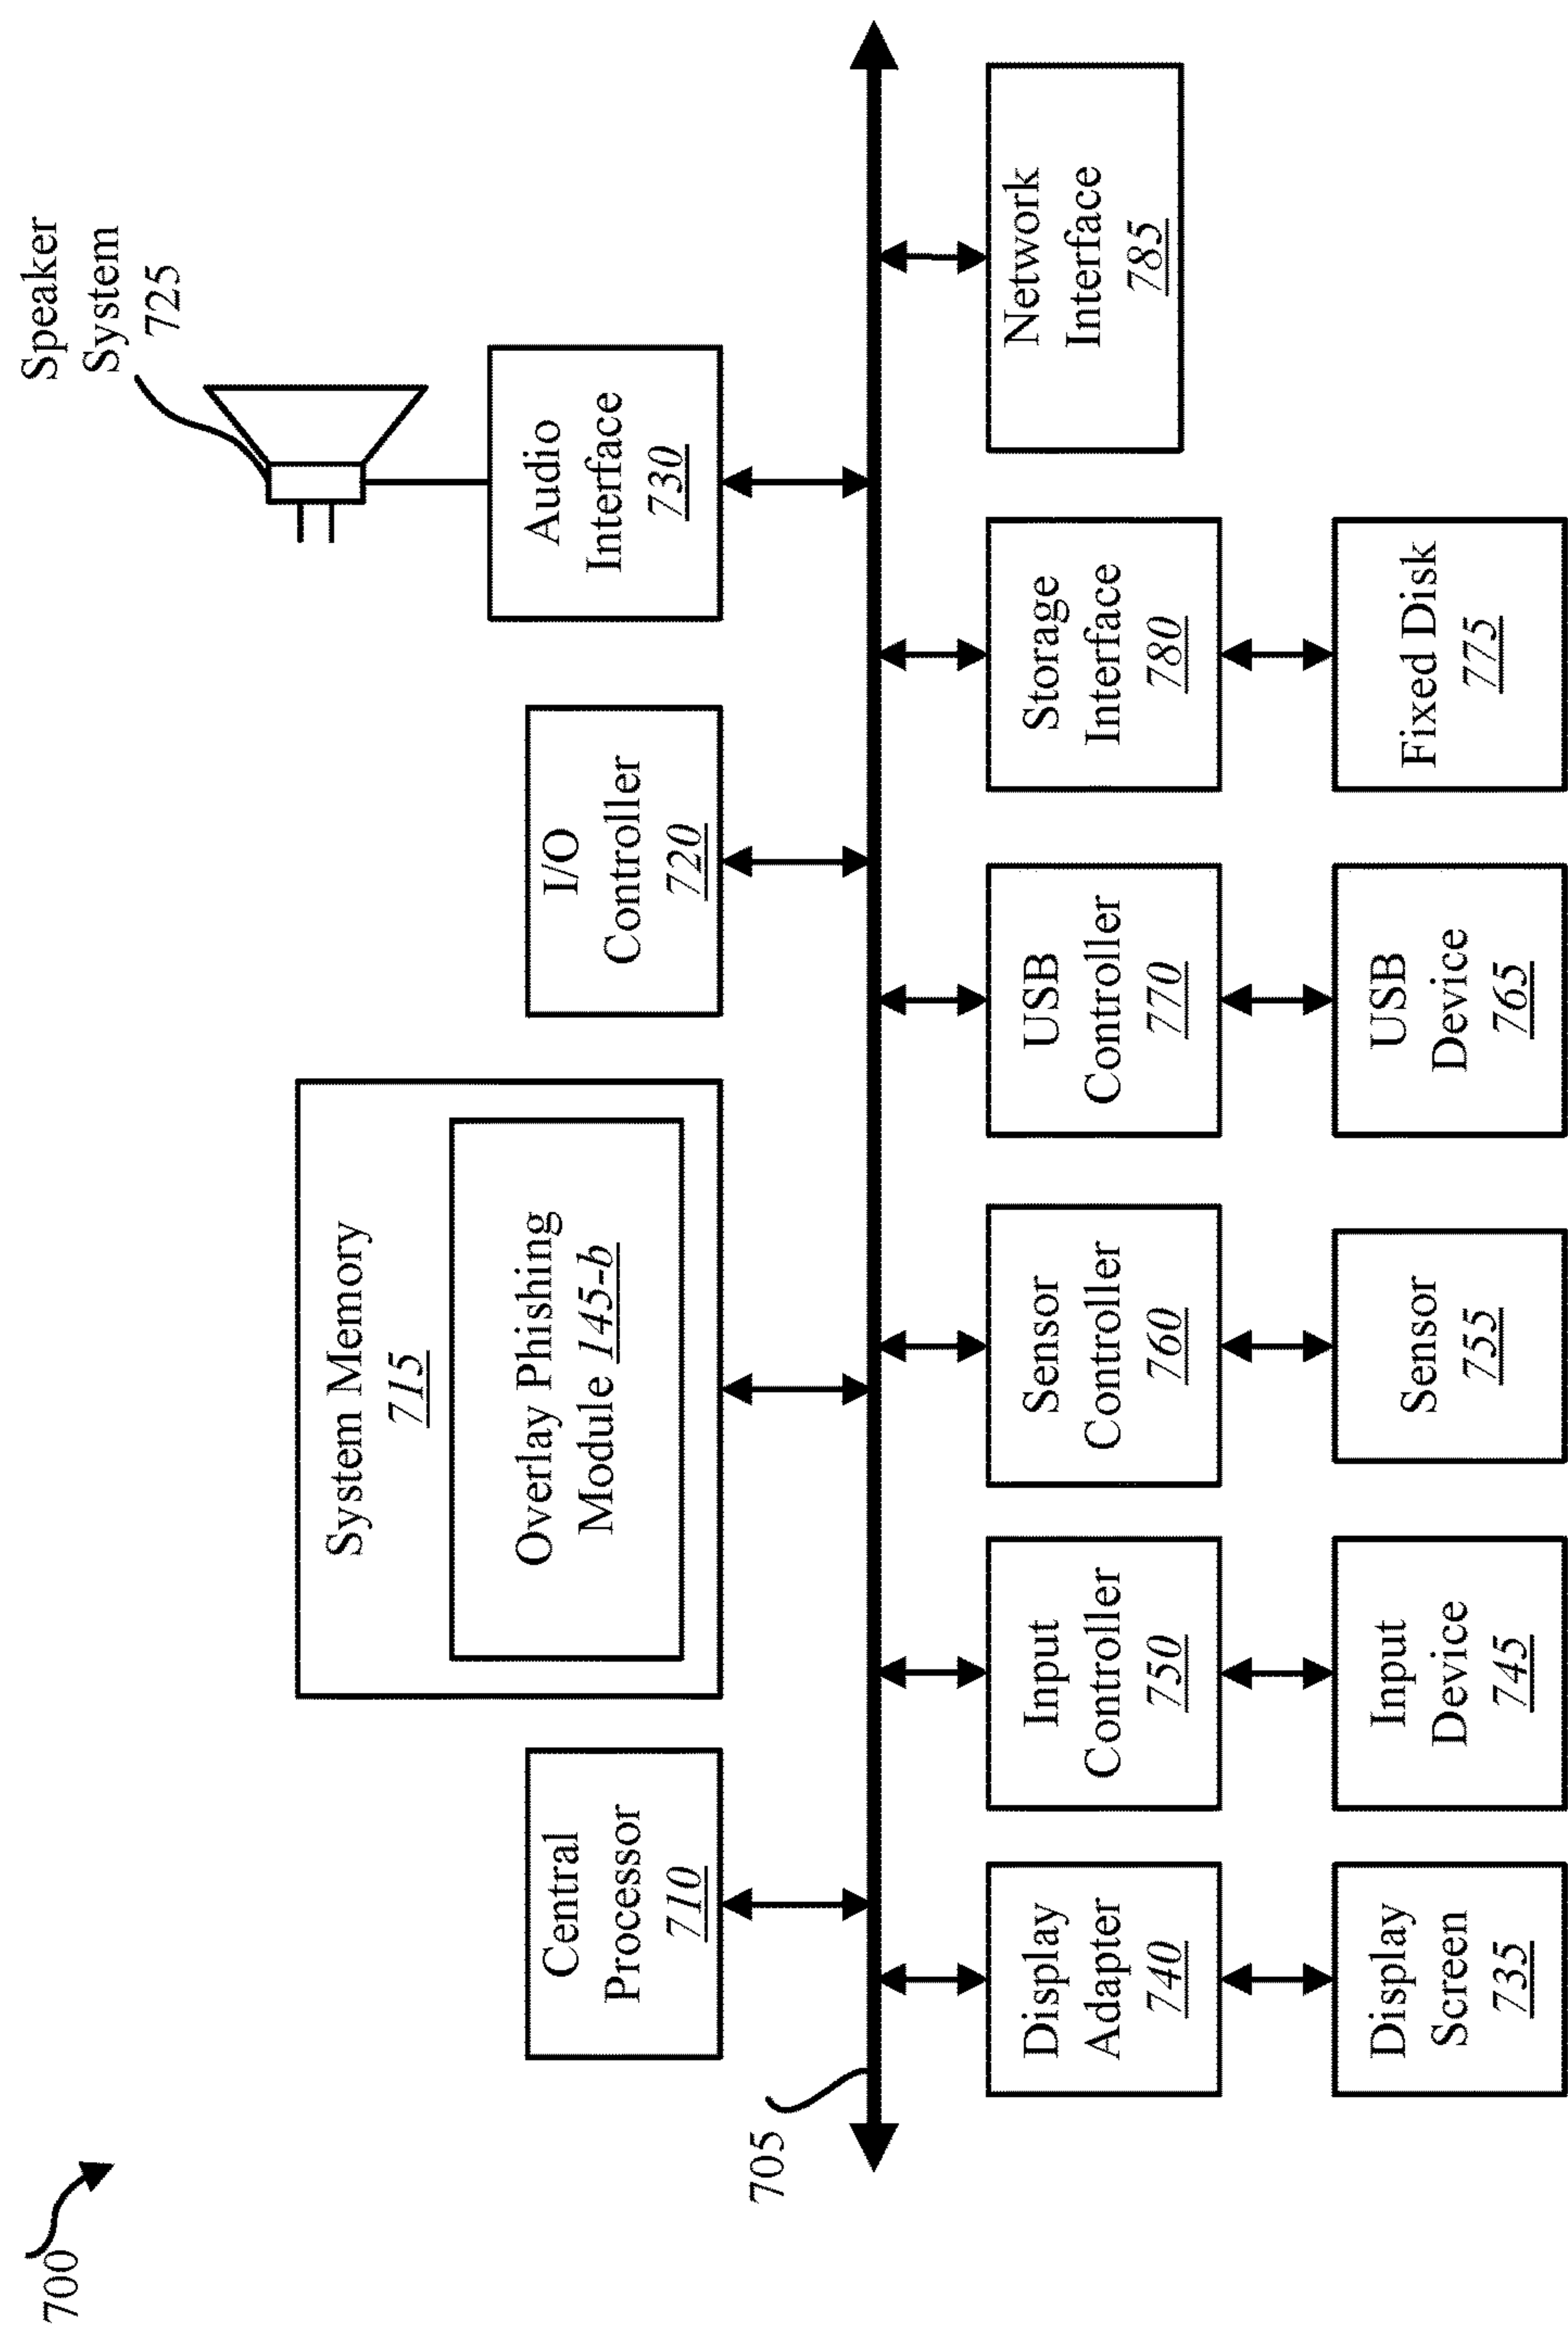 700
705
Central
Processor
710
System Memory
715
Overlay Phishing
Module 145-b
I/O
Controller
720
Speaker
System
725
Audio
Interface
730
Display
Adapter
740
Input
Controller
750
Sensor
Controller
760
USB
Controller
770
Storage
Interface
780
Network
Interface
785
Display
Screen
735
Input
Device
745
Sensor
755
USB
Device
765
Fixed Disk
775